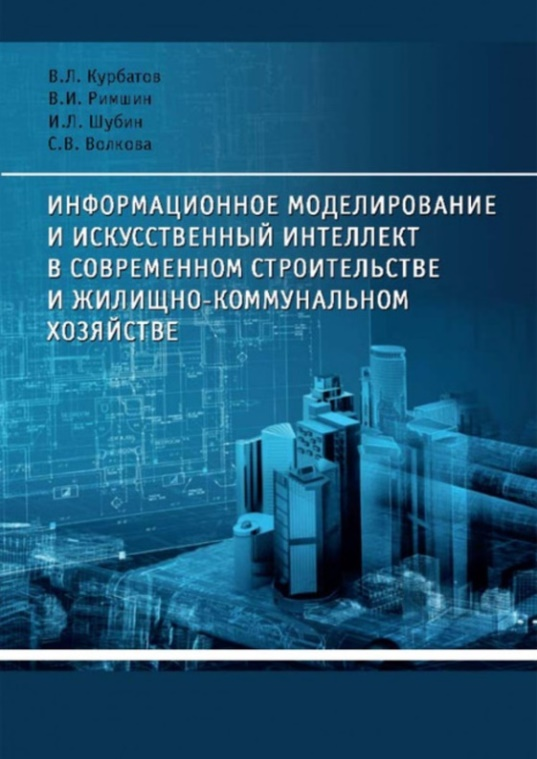 В.Л. Курбатов
В.И. Римшин
И.Л. Шубин
С.В. Волкова
ИНФОРМАЦИОННОЕ МОДЕЛИРОВАНИЕ
И ИСКУССТВЕННЫЙ ИНТЕЛЛЕКТ
В СОВРЕМЕННОМ СТРОИТЕЛЬСТВЕ
И ЖИЛИЩНО-КОММУНАЛЬНОМ
ХОЗЯЙСТВЕ